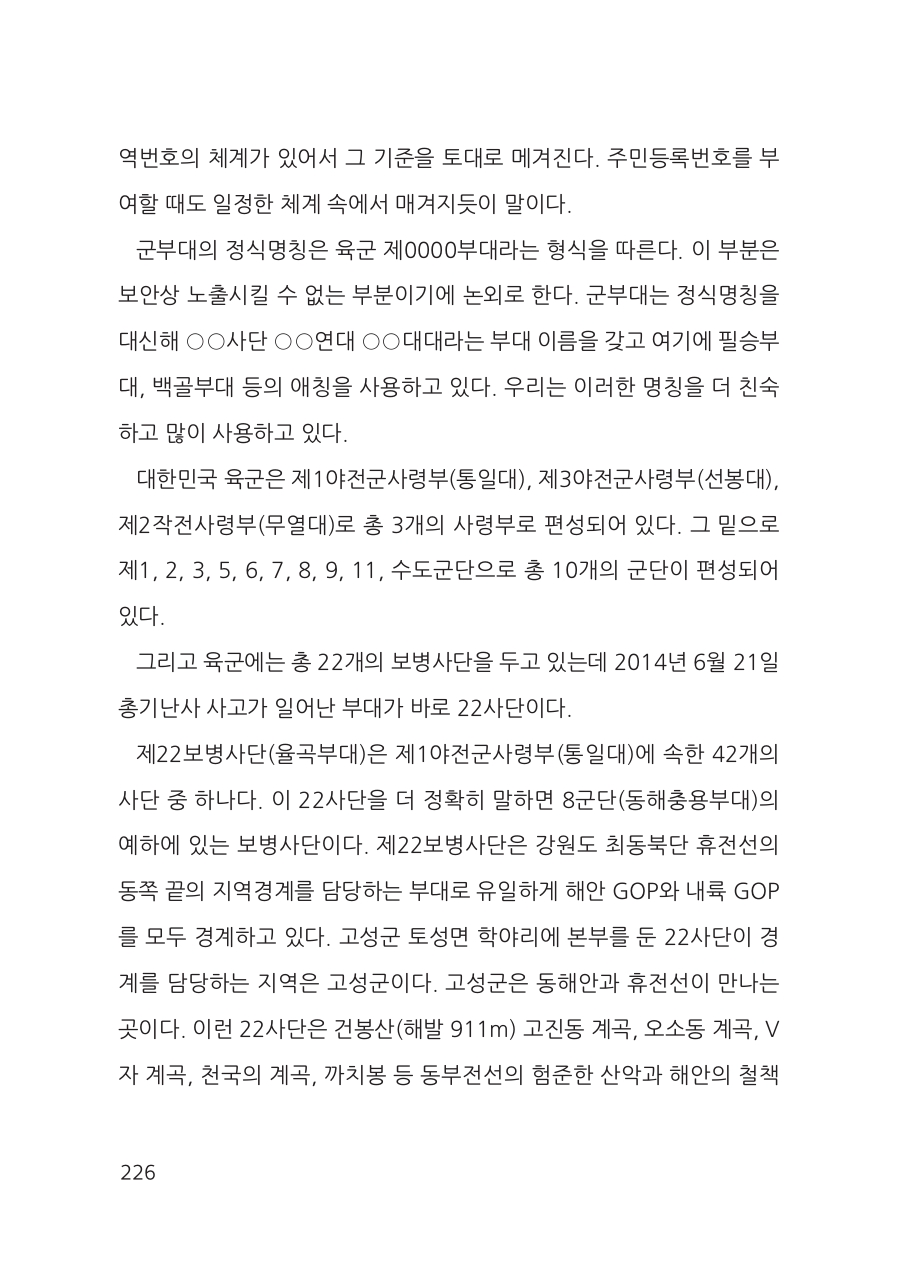 역번호의 체계가 있어서 그 기준을 토대로 메겨진다. 주민등록번호를 부
여할 때도 일정한 체계 속에서 매겨지듯이 말이다.
군부대의 정식명칭은 육군 제0000부대라는 형식을 따른다. 이 부분은
보안상 노출시킬 수 없는 부분이기에 논외로 한다. 군부대는 정식명칭을
대신해 ○○사단 ○○연대 ○○대대라는 부대 이름을 갖고 여기에 필승부
대, 백골부대 등의 애칭을 사용하고 있다. 우리는 이러한 명칭을 더 친숙
하고 많이 사용하고 있다.
대한민국 육군은 제1야전군사령부(통일대), 제3야전군사령부(선봉대),
제2작전사령부(무열대)로 총 3개의 사령부로 편성되어 있다. 그 밑으로
제1, 2, 3, 5, 6, 7, 8, 9, 11, 수도군단으로 총 10개의 군단이 편성되어
있다.
그리고 육군에는 총 22개의 보병사단을 두고 있는데 2014년 6월 21일
총기난사 사고가 일어난 부대가 바로 22사단이다.
제22보병사단(율곡부대)은 제1야전군사령부(통일대)에 속한 42개의
사단 중 하나다. 이 22사단을 더 정확히 말하면 8군단(동해충용부대)의
예하에 있는 보병사단이다. 제22보병사단은 강원도 최동북단 휴전선의
동쪽 끝의 지역경계를 담당하는 부대로 유일하게 해안 GOP와 내륙 GOP
를 모두 경계하고 있다. 고성군 토성면 학야리에 본부를 둔 22사단이 경
계를 담당하는 지역은 고성군이다. 고성군은 동해안과 휴전선이 만나는
곳이다. 이런 22사단은 건봉산(해발 911m) 고진동 계곡, 오소동 계곡, V
자 계곡, 천국의 계곡, 까치봉 등 동부전선의 험준한 산악과 해안의 철책
226